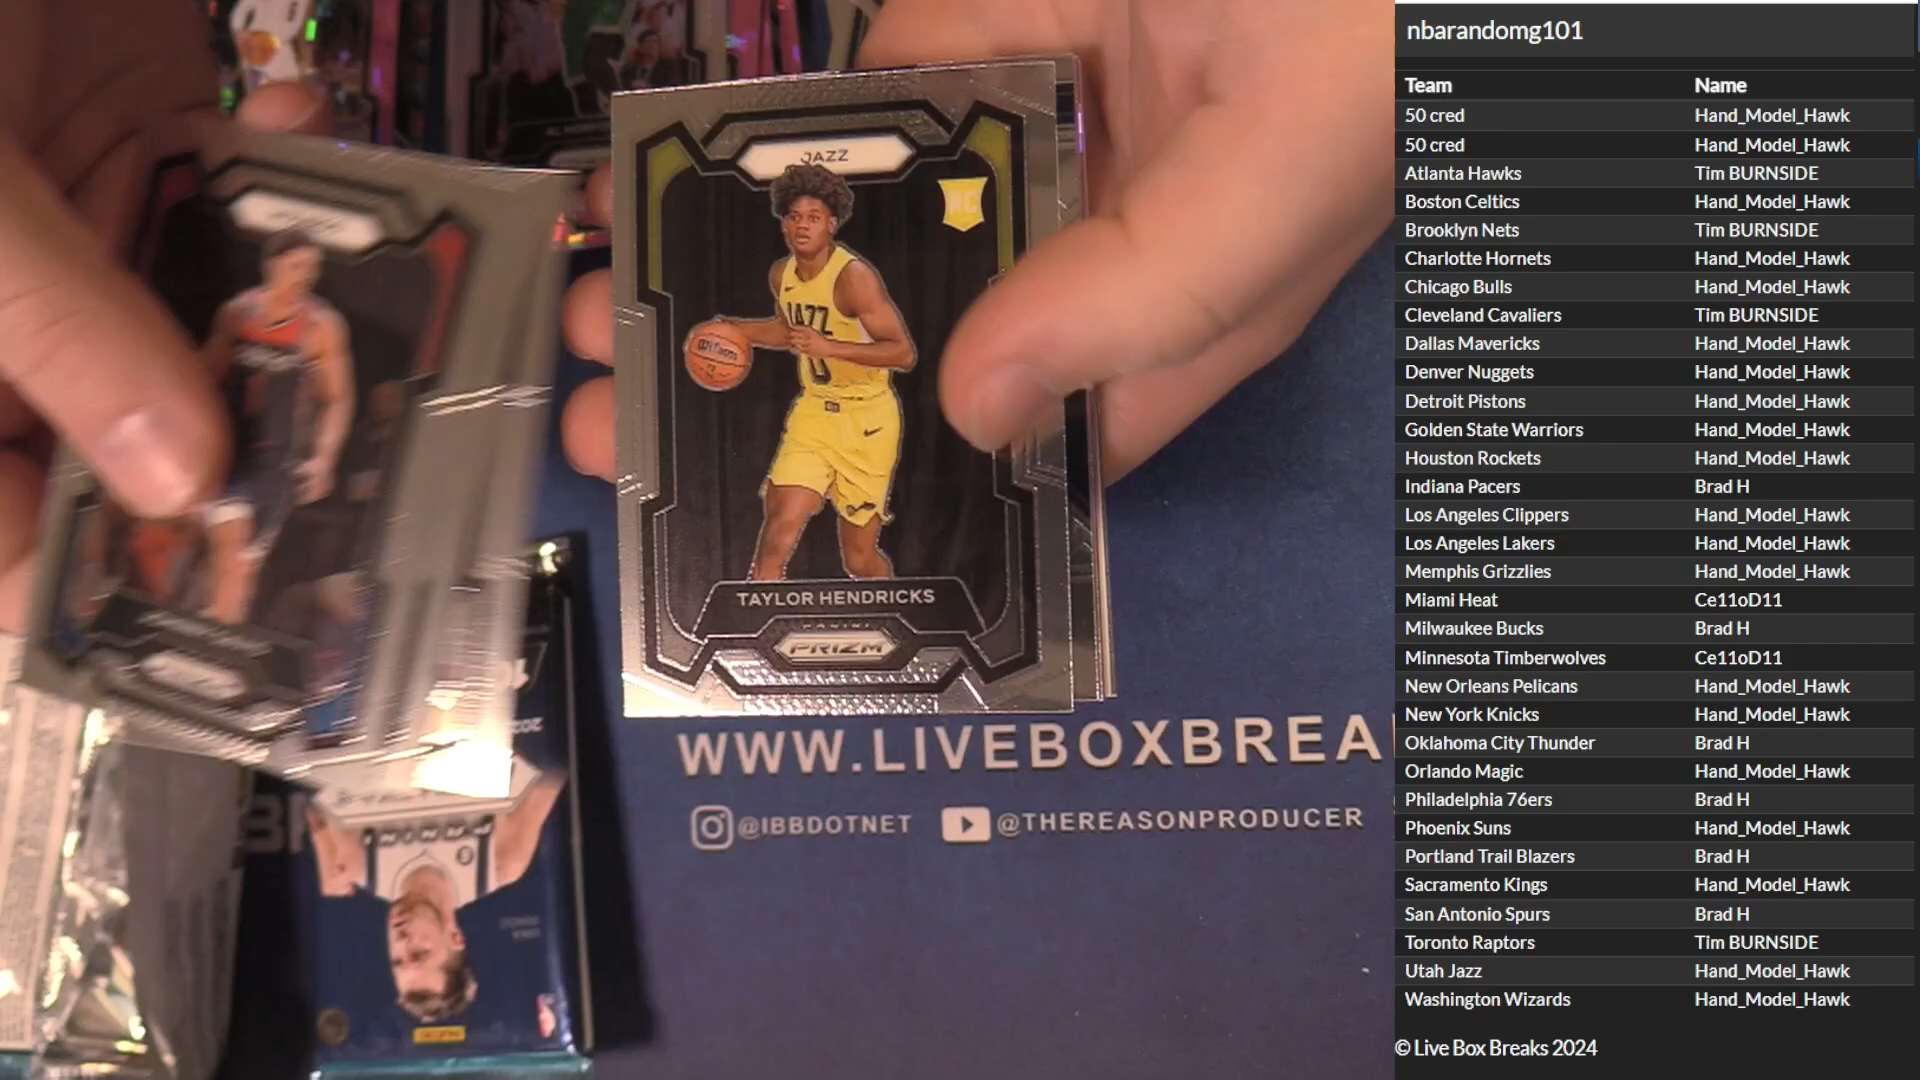 nbarandomg101
Team Name
50 cred Hand_Model_Hawk
50 cred Hand_Model_Hawk
Atlanta Hawks Tim BURNSIDE
Boston Celtics Hand_Model_Hawk
Brooklyn Nets Tim BURNSIDE
Charlotte Hornets Hand_Model_Hawk
Chicago Bulls Hand_Model_Hawk
Cleveland Cavaliers Tim BURNSIDE
Dallas Mavericks Hand_Model_Hawk
Denver Nuggets Hand_Model_Hawk
Detroit Pistons Hand_Model_Hawk
Golden State Warriors Hand_Model_Hawk
Houston Rockets Hand_Model_Hawk
Indiana Pacers Brad H
Los Angeles Clippers Hand_Model_Hawk
Los Angeles Lakers Hand_Model_Hawk
Memphis Grizzlies Hand_Model_Hawk
Miami Heat Ce11oD11
Milwaukee Bucks Brad H
Minnesota Timberwolves Ce11oD11
New Orleans Pelicans Hand_Model_Hawk
New York Knicks Hand_Model_Hawk
Oklahoma City Thunder Brad H
Orlando Magic Hand_Model_Hawk
Philadelphia 76ers Brad H
Phoenix Suns Hand_Model_Hawk
Portland Trail Blazers Brad H
Sacramento Kings Hand_Model_Hawk
San Antonio Spurs Brad H
Toronto Raptors Tim BURNSIDE
Utah Jazz Hand_Model_Hawk
Washington Wizards Hand_Model_Hawk
© Live Box Breaks 2024
JAZZ
RC
Wilson
JAZZ
0
TAYLOR HENDRICKS
PANINI
PRIZM
WWW.LIVEBOXBREA
@IBBDOTNET @THEREASONPRODUCER